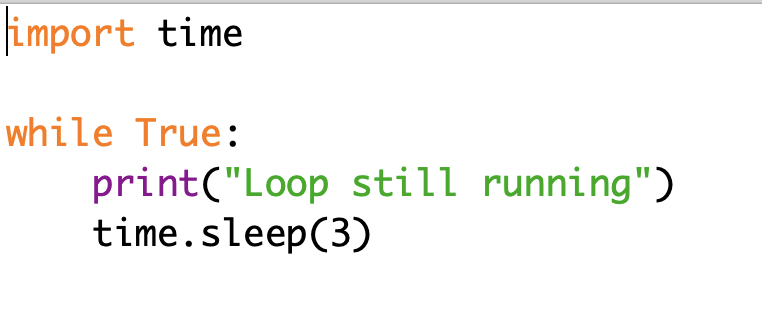 import time

while True:
    print("Loop still running")
    time.sleep(3)